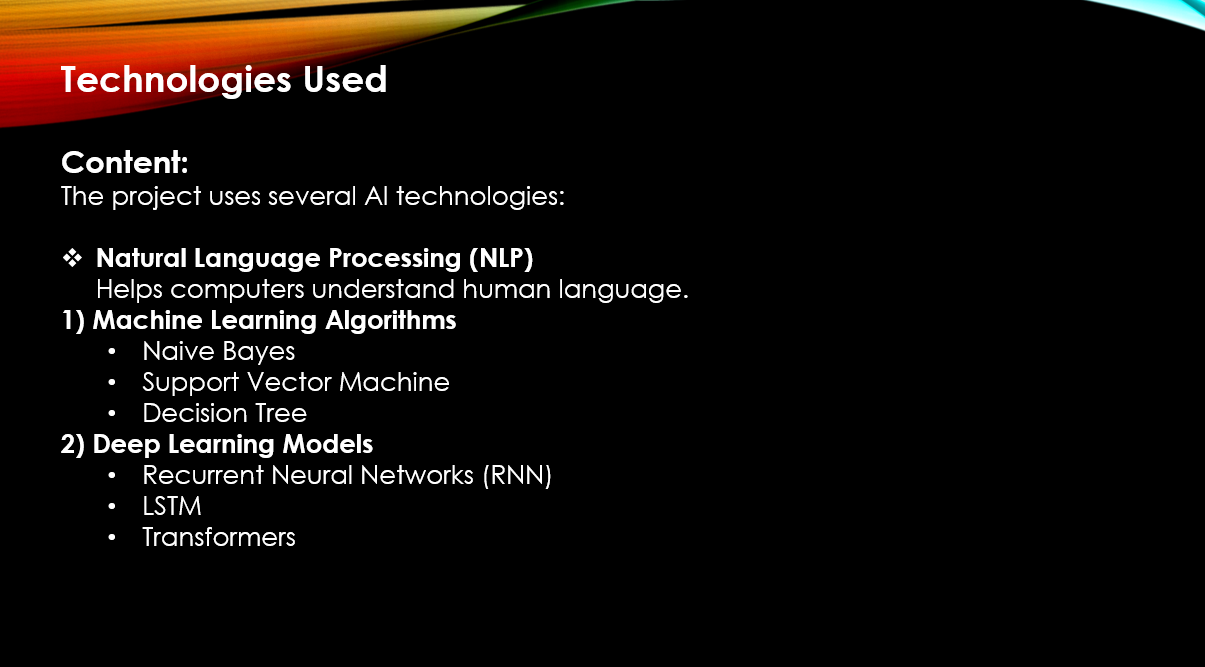 Technologies Used
Content:
The project uses several AI technologies:
❖ Natural Language Processing (NLP)
Helps computers understand human language.
1) Machine Learning Algorithms
• Naive Bayes
• Support Vector Machine
• Decision Tree
2) Deep Learning Models
• Recurrent Neural Networks (RNN)
• LSTM
• Transformers